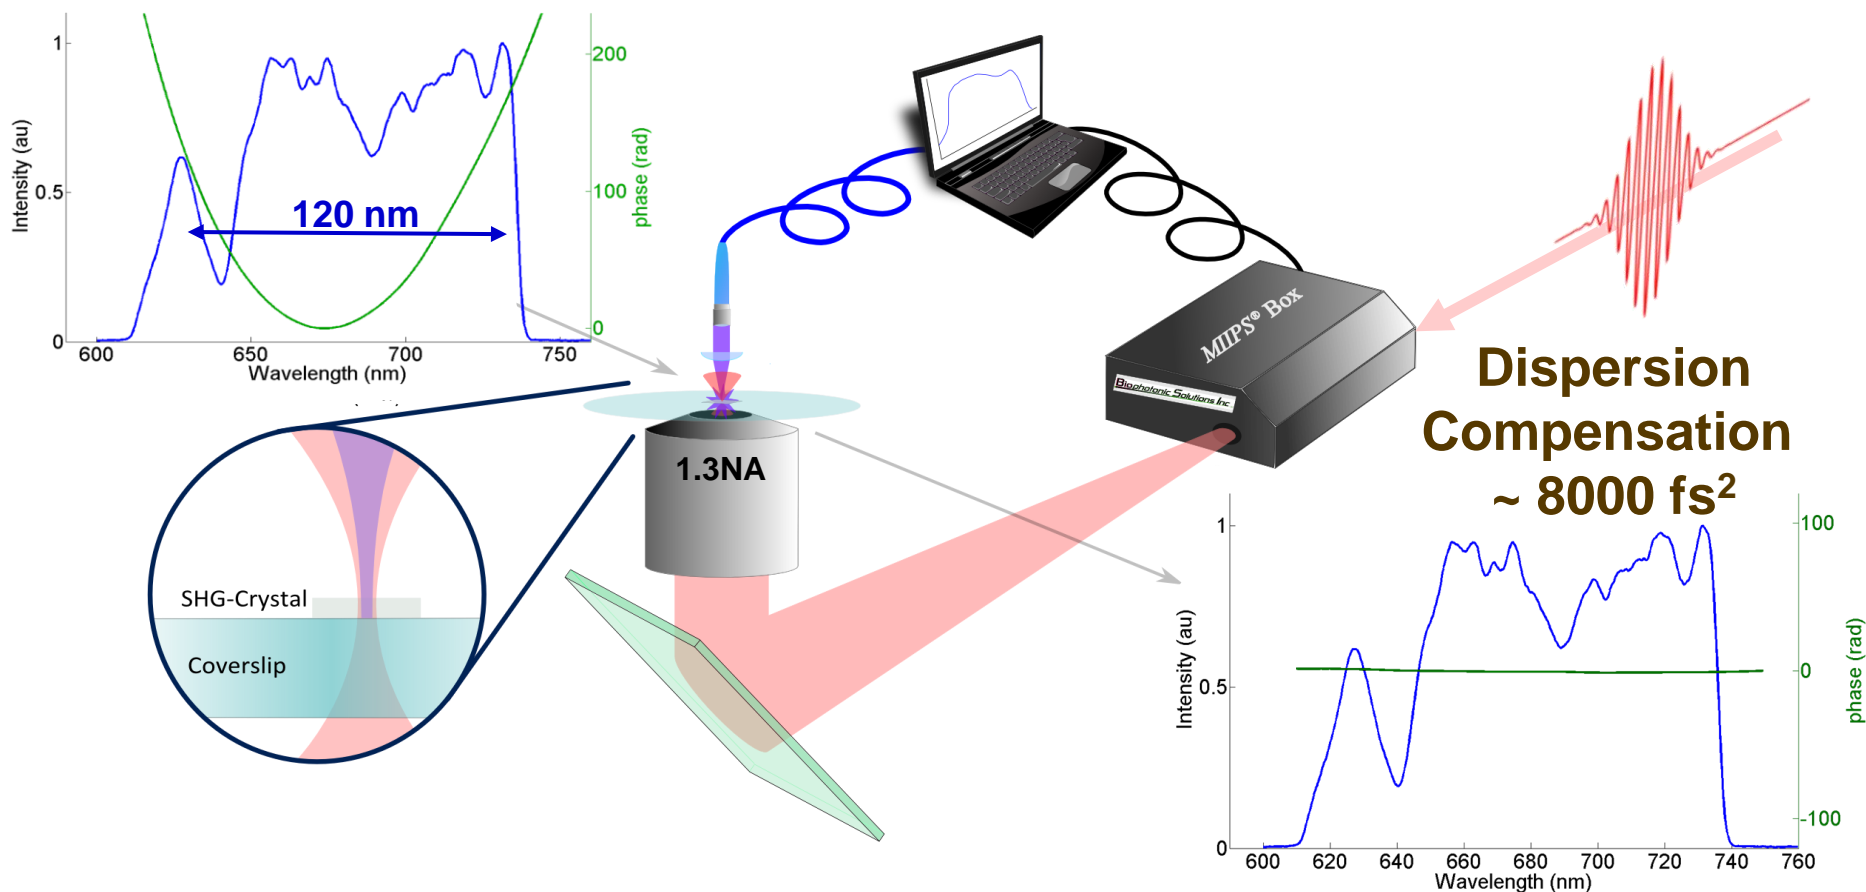 1
0.5
0
Intensity (au)
200
100
0
phase (rad)
120 nm
600
650
700
750
Wavelength (nm)
MIIPS® Box
Biophotonic Solutions Inc
Dispersion
Compensation
~ 8000 fs²
1.3NA
SHG-Crystal
Coverslip
1
0.5
0
Intensity (au)
100
0
-100
phase (rad)
600
620
640
660
680
700
720
740
760
Wavelength (nm)